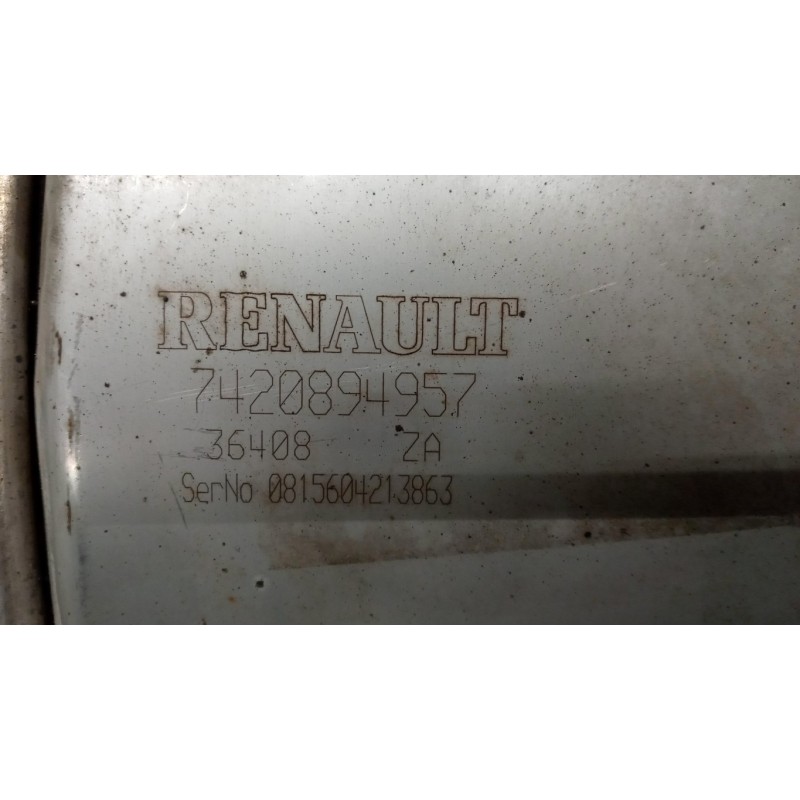 RENAULT
7420894957
36408 ZA
SerNo 0815604213863